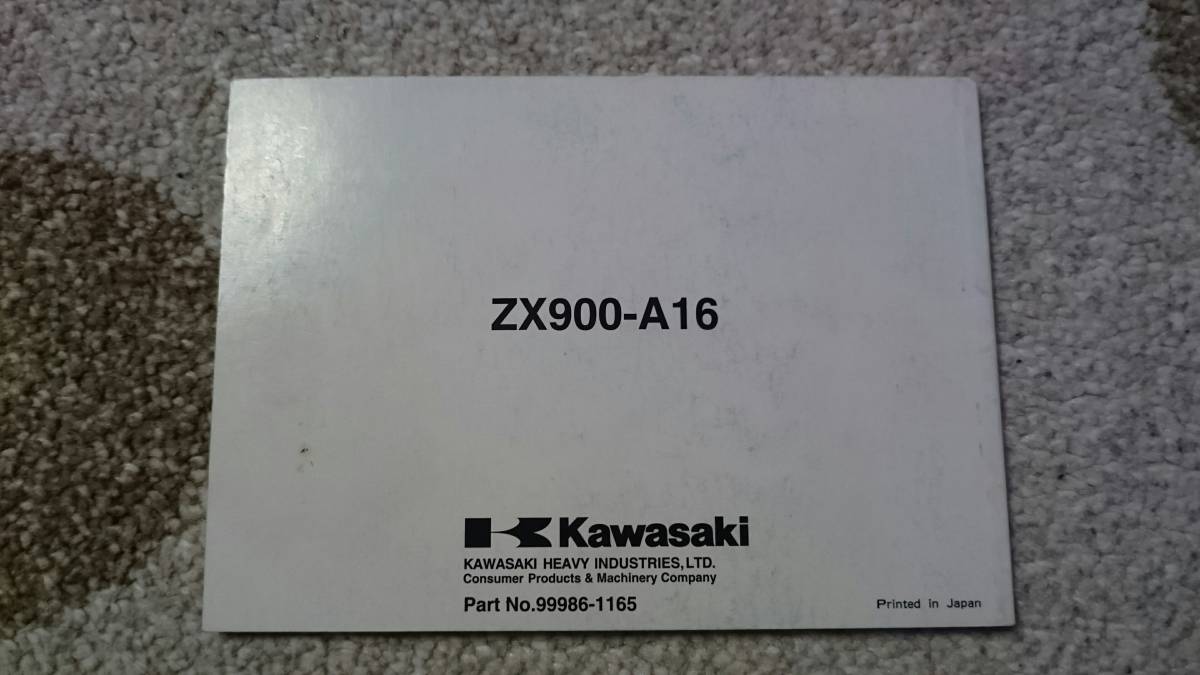 ZX900-A16
Kawasaki
KAWASAKI HEAVY INDUSTRIES,LTD.
Consumer Products & Machinery Company
Part No.99986-1165
Printed in Japan